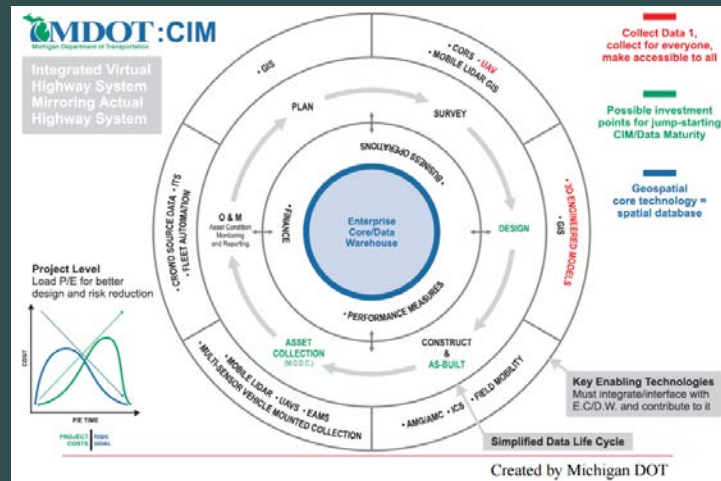 MDOT:CIM
Michigan Department of Transportation
Integrated Virtual
Highway System
Mirroring Actual
Highway System
• GIS
• CORS • UAV
• MOBILE LIDAR GIS
Collect Data 1,
collect for everyone,
make accessible to all
PLAN
SURVEY
Possible investment
points for jump-starting
CIM/Data Maturity
• BUSINESS OPERATIONS
• CROWD SOURCE DATA • ITS
• FLEET AUTOMATION
O & M
Asset Condition
Monitoring
and Reporting
• FINANCE
Enterprise
Core/Data
Warehouse
DESIGN
• 3D ENGINEERED MODELS
• GIS
Geospatial
core technology =
spatial database
• PERFORMANCE MEASURES
Project Level
Load P/E for better
design and risk reduction
COST
P/E TIME
PROJECT
COSTS
RISK
GOAL
ASSET
COLLECTION
(M.G.D.C.)
CONSTRUCT
&
AS-BUILT
• MOBILE LIDAR • UAVS • EAMS
• MULTI-SENSOR VEHICLE MOUNTED COLLECTION
• AMG/AMC • ICS • FIELD MOBILITY
Key Enabling Technologies
Must integrate/interface with
E.C/D.W. and contribute to it
Simplified Data Life Cycle
Created by Michigan DOT